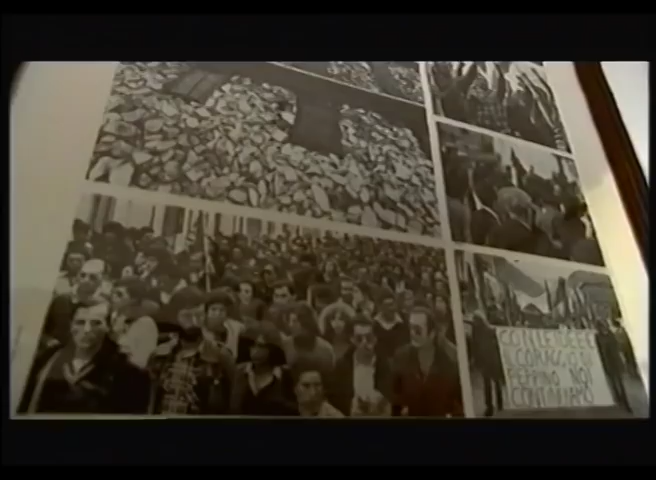 CON LE IDEE E
IL CORAGGIO DI
PEPPINO NOI
CONTINUIAMO